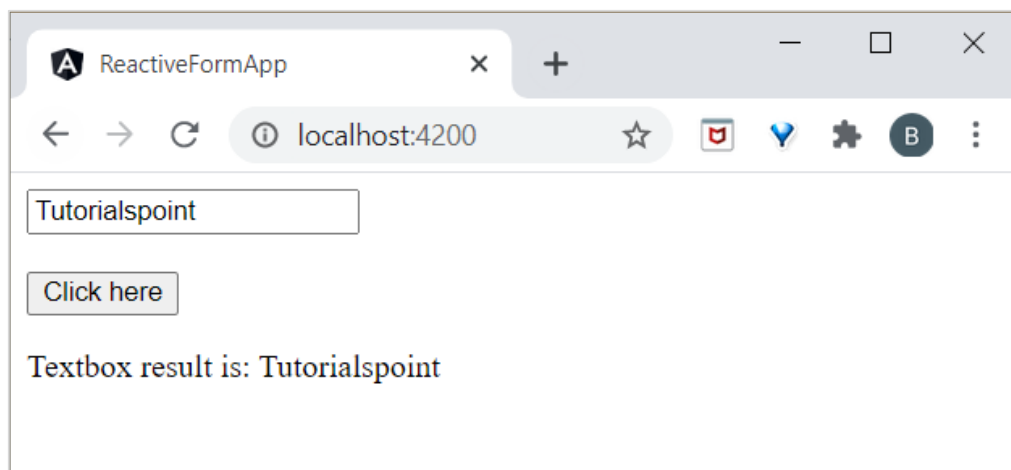 ReactiveFormApp
localhost:4200
B
Tutorialspoint
Click here
Textbox result is: Tutorialspoint